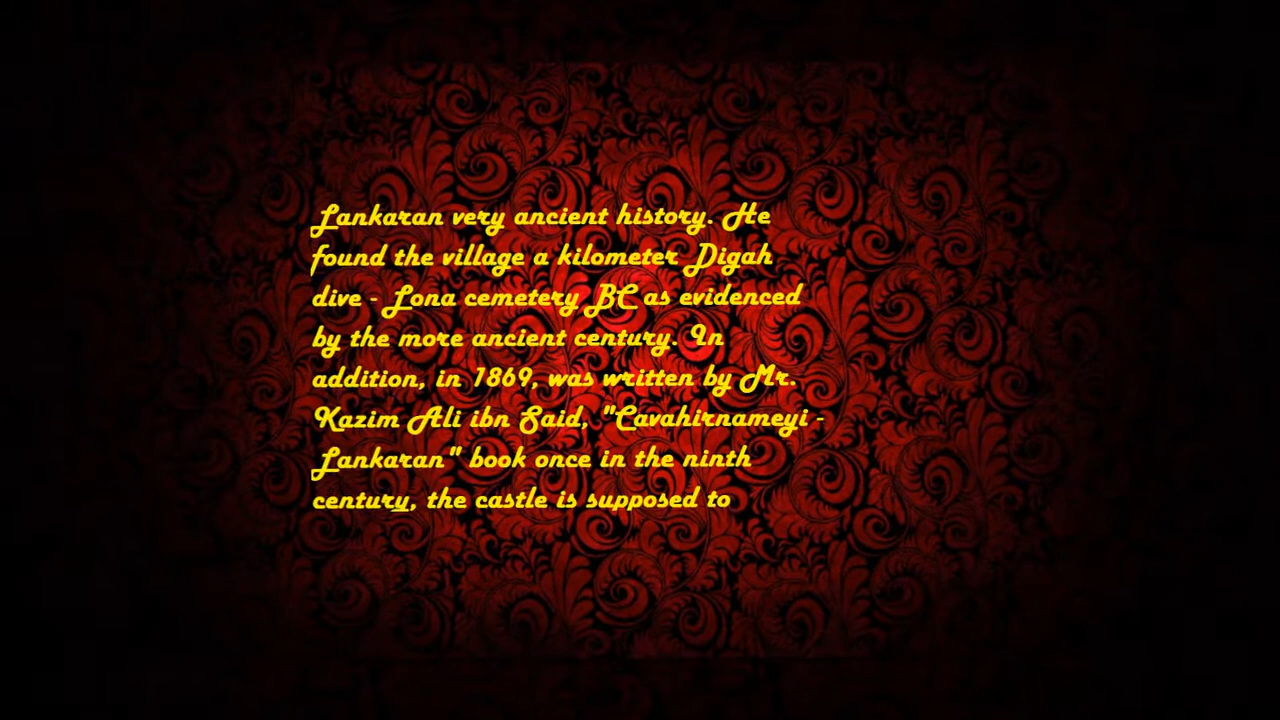 Lankaran very ancient history. He
found the village a kilometer Digah
dive - Lona cemetery BC as evidenced
by the more ancient century. In
addition, in 1869, was written by Mr.
Kazim Ali ibn Said, "Cavahirnameyi -
Lankaran" book once in the ninth
century, the castle is supposed to